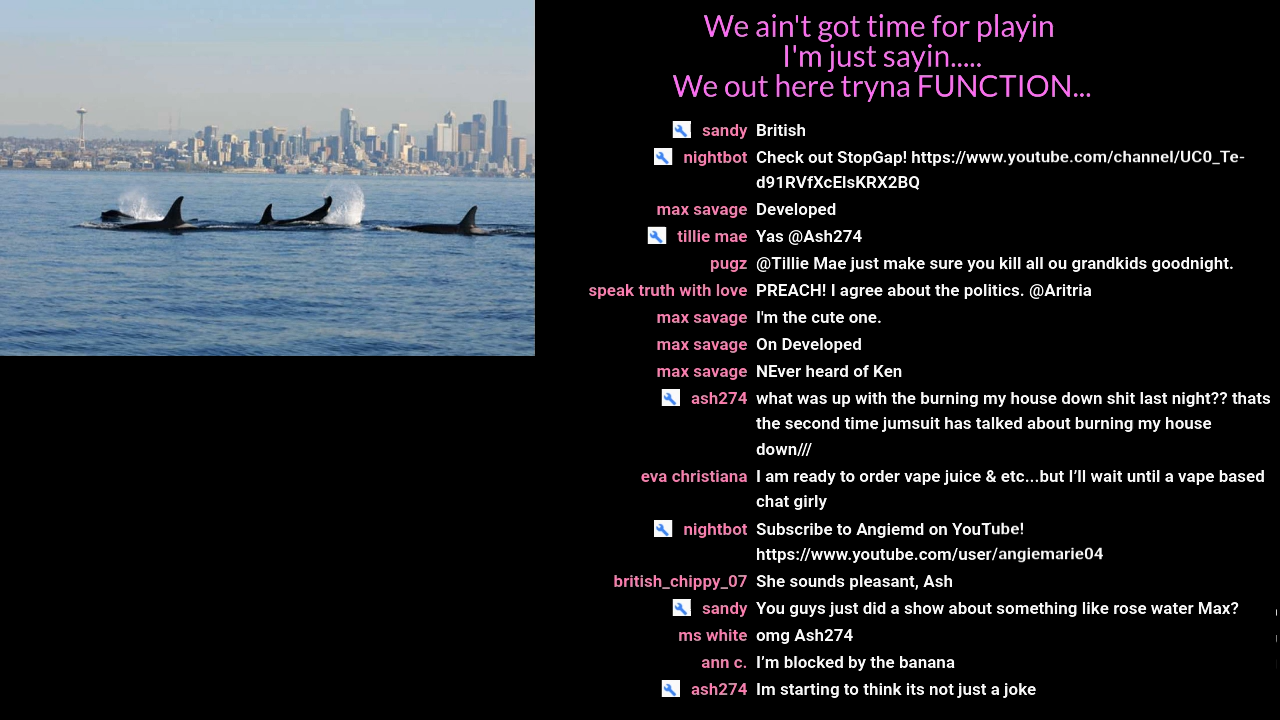 We ain't got time for playin
I'm just sayin.....
We out here tryna FUNCTION...
sandy British
nightbot Check out StopGap! https://www.youtube.com/channel/UC0_Te-
d91RVfXcEIsKRX2BQ
max savage Developed
tillie mae Yas @Ash274
pugz @Tillie Mae just make sure you kill all ou grandkids goodnight.
speak truth with love PREACH! I agree about the politics. @Aritria
max savage I'm the cute one.
max savage On Developed
max savage NEver heard of Ken
ash274 what was up with the burning my house down shit last night?? thats
the second time jumsuit has talked about burning my house
down///
eva christiana I am ready to order vape juice & etc...but I’ll wait until a vape based
chat girly
nightbot Subscribe to Angiemd on YouTube!
https://www.youtube.com/user/angiemarie04
british_chippy_07 She sounds pleasant, Ash
sandy You guys just did a show about something like rose water Max?
ms white omg Ash274
ann c. I’m blocked by the banana
ash274 Im starting to think its not just a joke